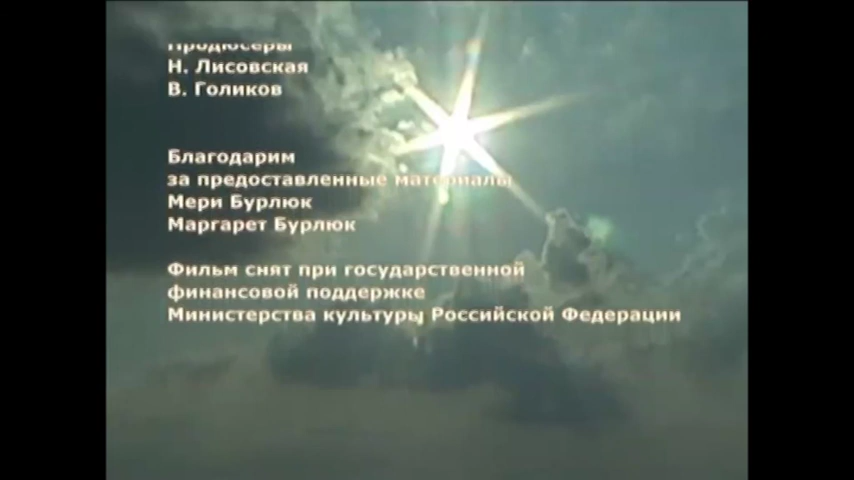 Продюсеры
Н. Лисовская
В. Голиков
Благодарим
за предоставленные материалы
Мери Бурлюк
Маргарет Бурлюк
Фильм снят при государственной
финансовой поддержке
Министерства культуры Российской Федерации